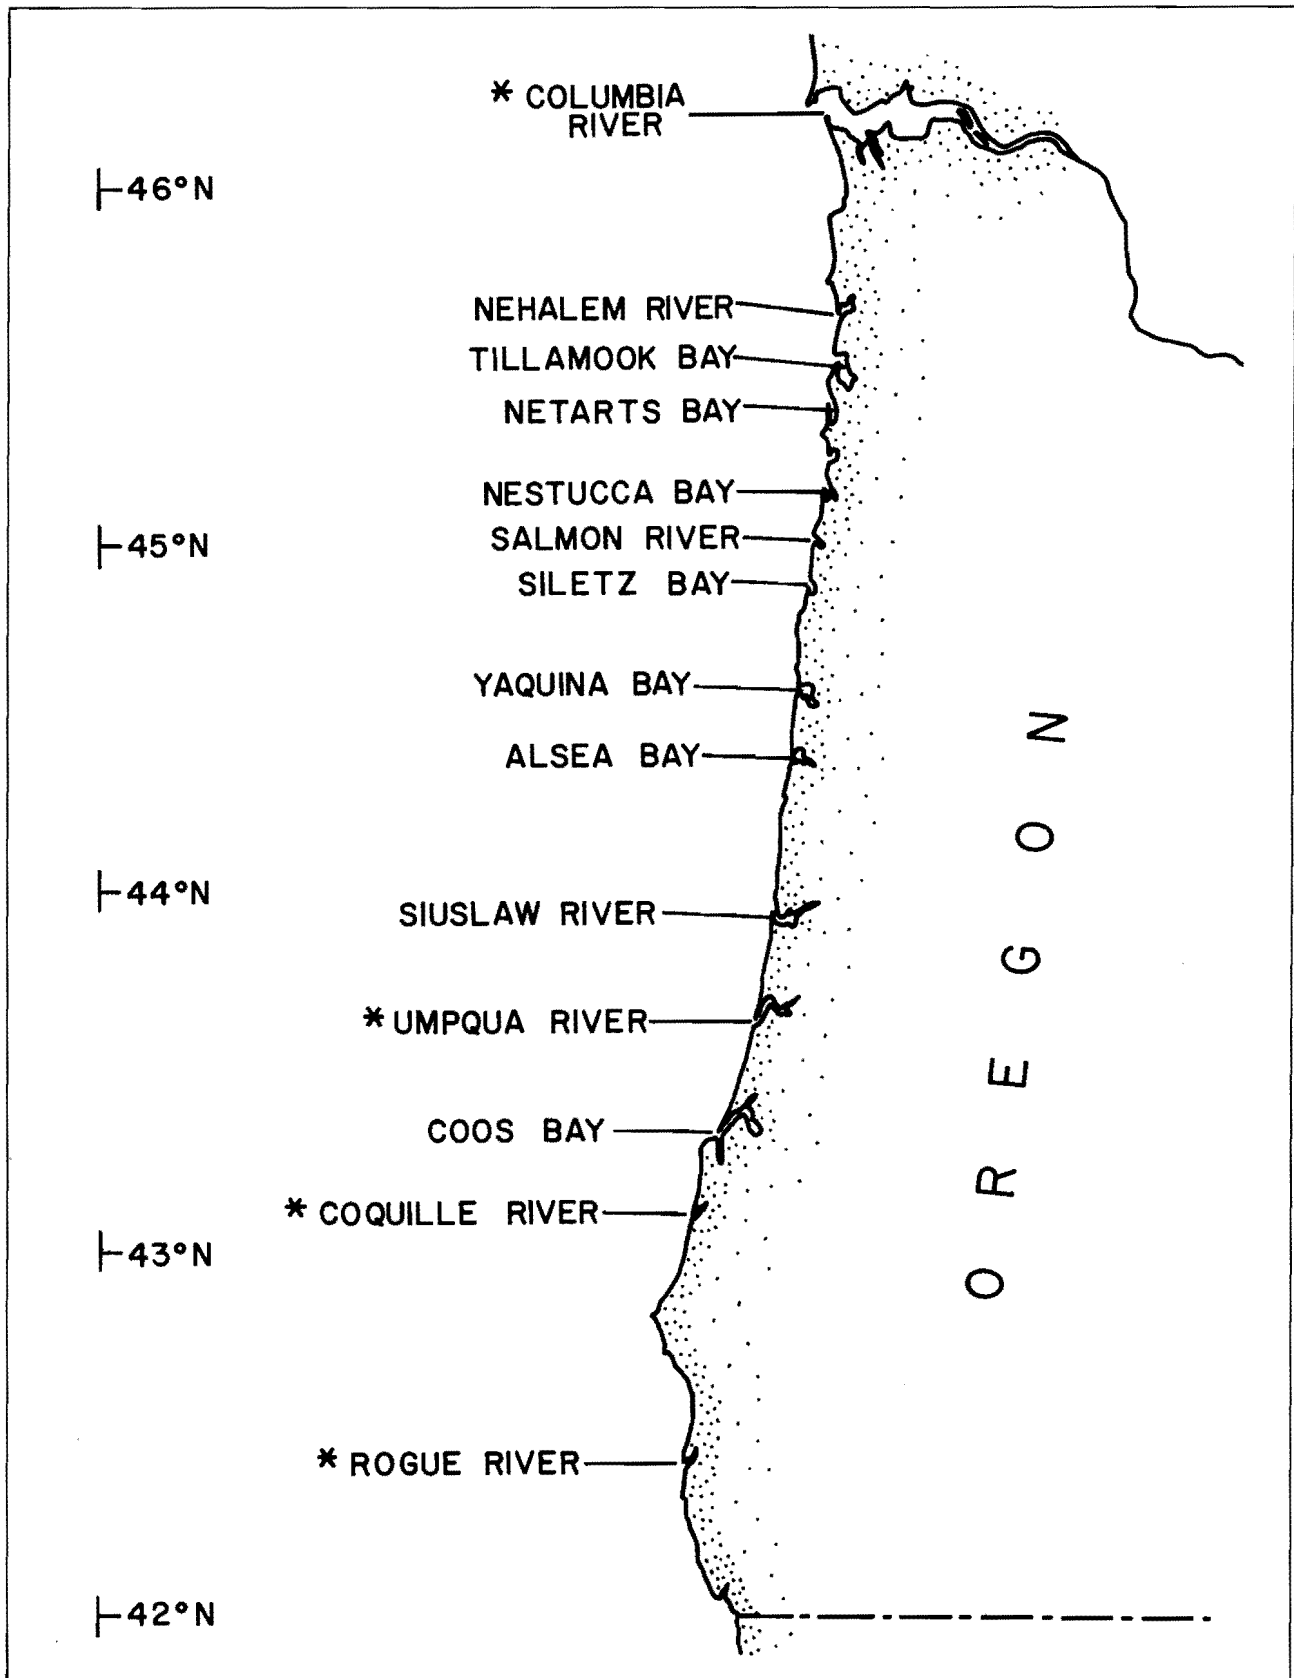 * COLUMBIA
RIVER
46°N
NEHALEM RIVER
TILLAMOOK BAY
NETARTS BAY
NESTUCCA BAY
SALMON RIVER
45°N
SILETZ BAY
YAQUINA BAY
ALSEA BAY
44°N
SIUSLAW RIVER
* UMPQUA RIVER
COOS BAY
* COQUILLE RIVER
43°N
* ROGUE RIVER
42°N
OREGON